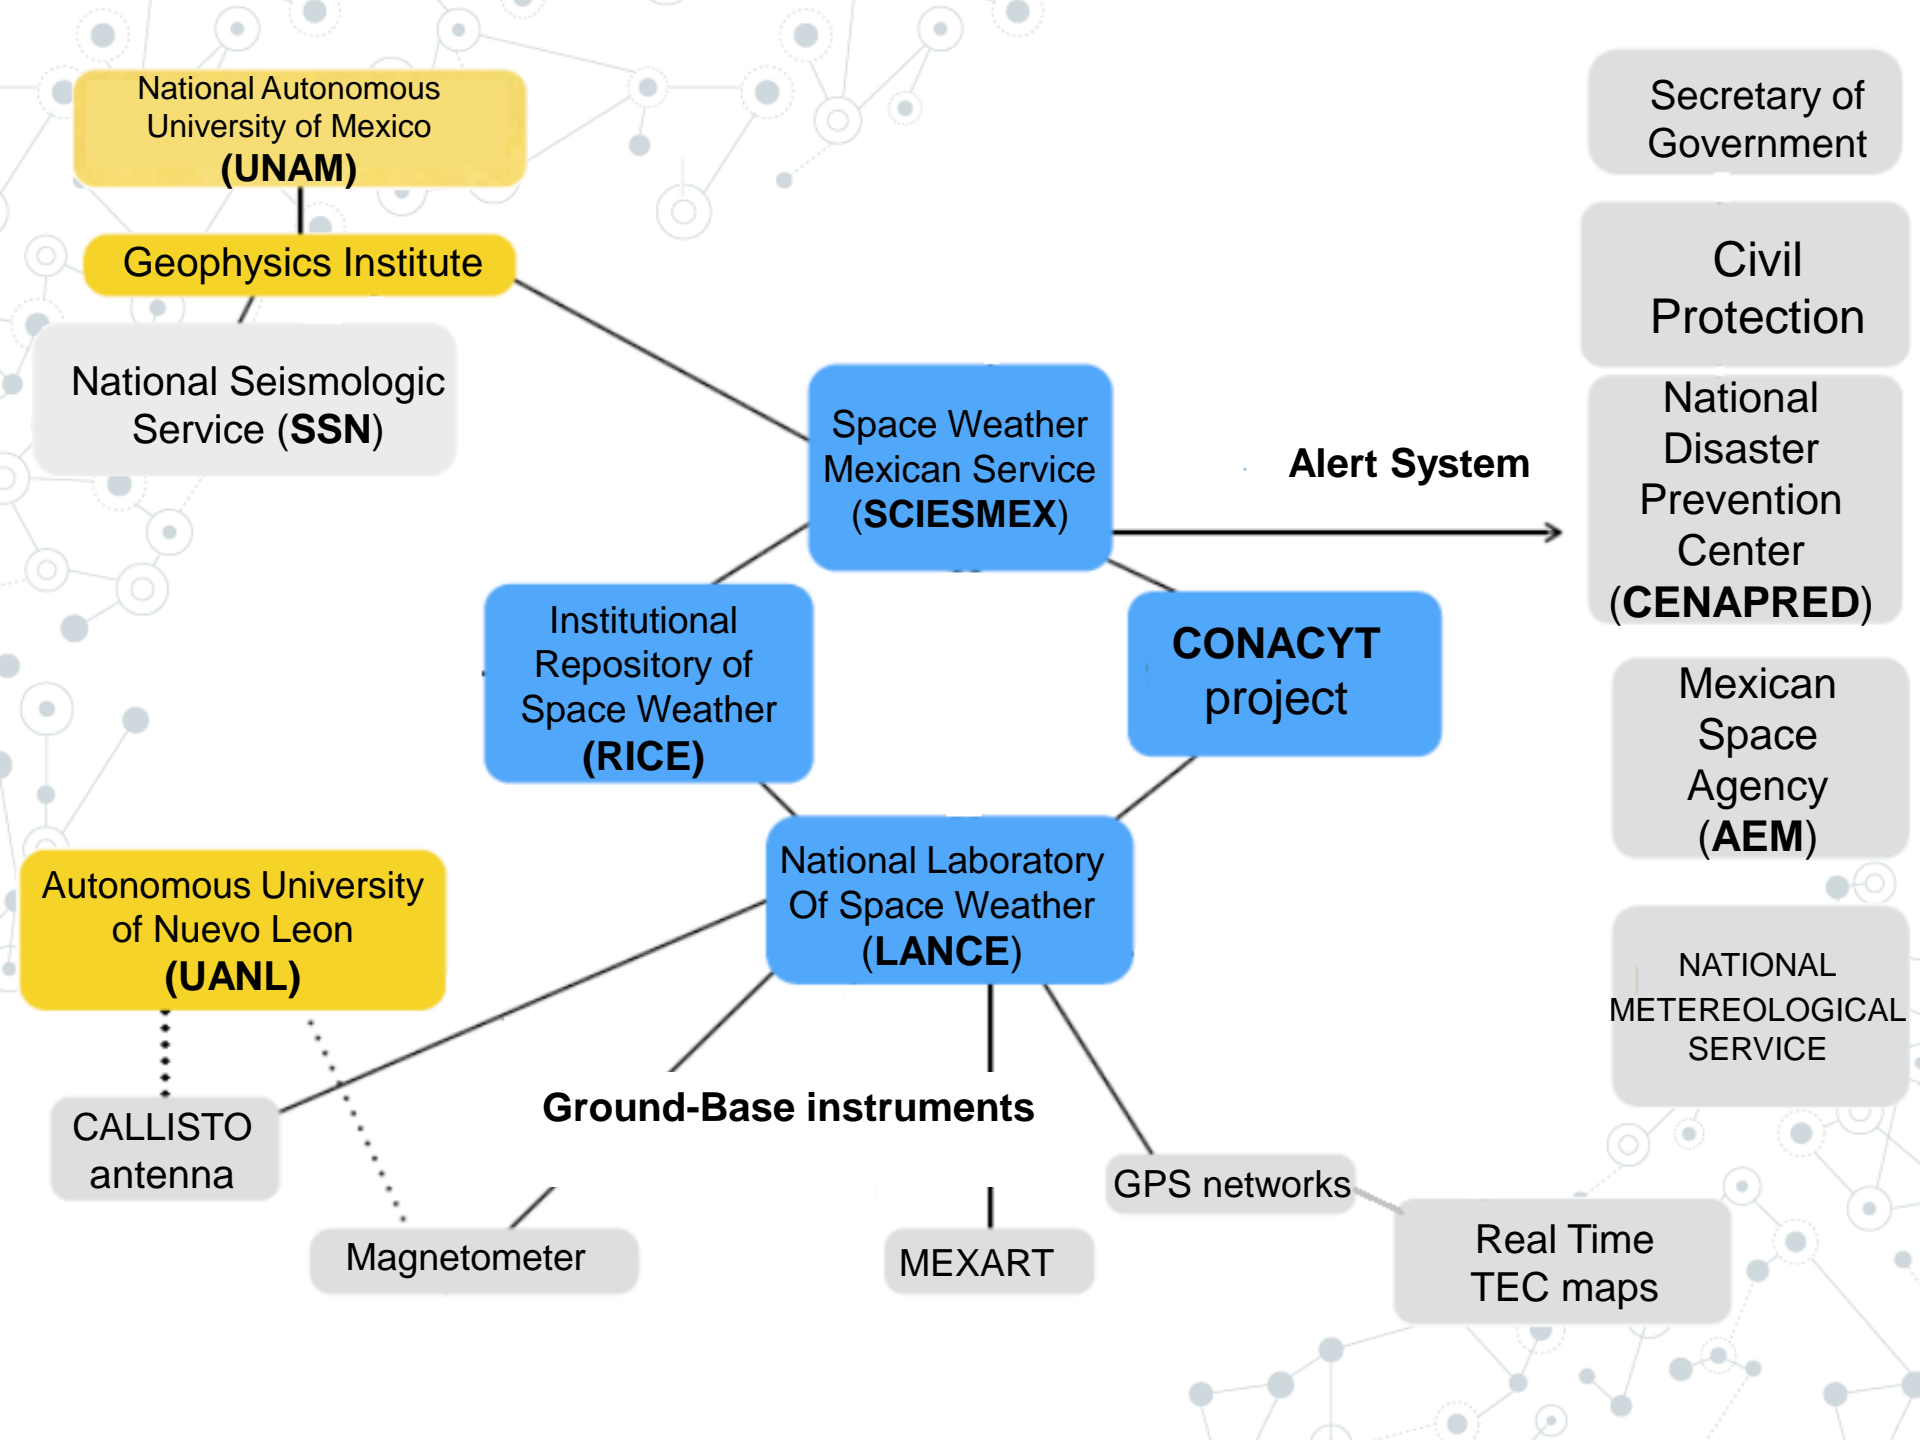 National Autonomous
University of Mexico
(UNAM)
Geophysics Institute
National Seismologic
Service (SSN)
Space Weather
Mexican Service
(SCIESMEX)
Alert System
Secretary of
Government
Civil
Protection
National
Disaster
Prevention
Center
(CENAPRED)
Mexican
Space
Agency
(AEM)
NATIONAL
METEREOLOGICAL
SERVICE
Institutional
Repository of
Space Weather
(RICE)
CONACYT
project
National Laboratory
Of Space Weather
(LANCE)
Autonomous University
of Nuevo Leon
(UANL)
Ground-Base instruments
CALLISTO
antenna
Magnetometer
MEXART
GPS networks
Real Time
TEC maps